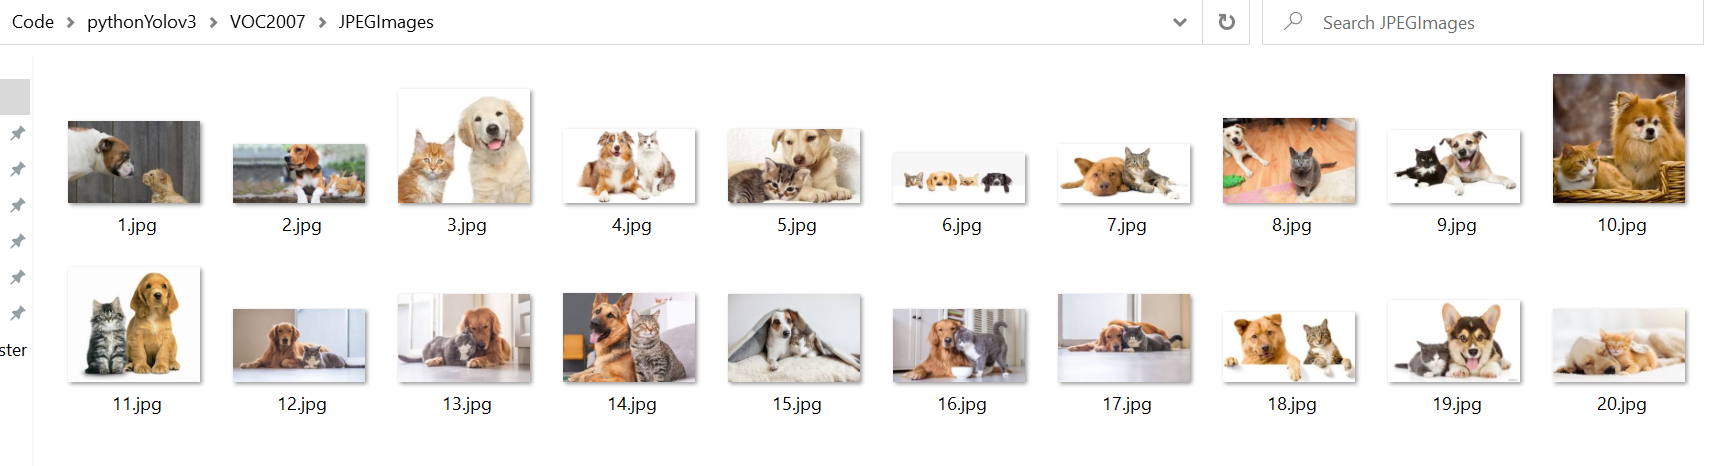 Code > pythonYolov3 > VOC2007 > JPEGImages
Search JPEGImages
1.jpg 2.jpg 3.jpg 4.jpg 5.jpg 6.jpg 7.jpg 8.jpg 9.jpg 10.jpg
ster
11.jpg 12.jpg 13.jpg 14.jpg 15.jpg 16.jpg 17.jpg 18.jpg 19.jpg 20.jpg